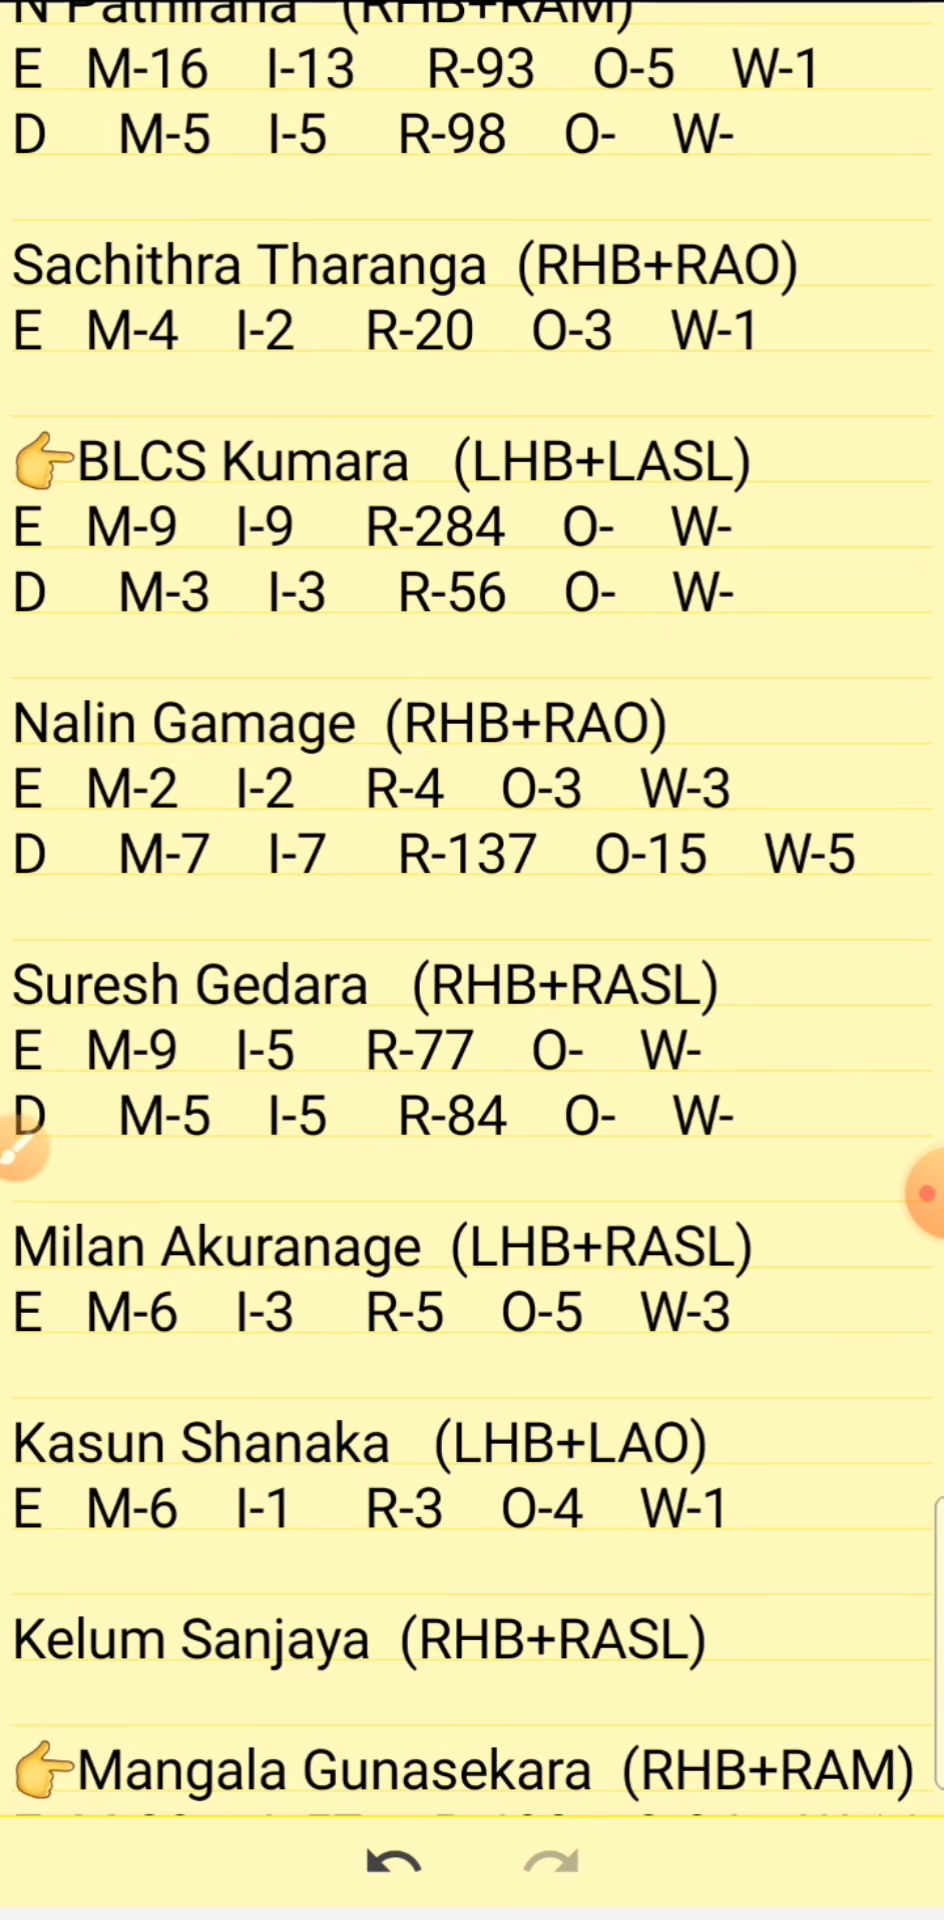 N Pathirana (RHB+RAM)
E M-16 I-13 R-93 O-5 W-1
D M-5 I-5 R-98 O- W-
Sachithra Tharanga (RHB+RAO)
E M-4 I-2 R-20 O-3 W-1
👉BLCS Kumara (LHB+LASL)
E M-9 I-9 R-284 O- W-
D M-3 I-3 R-56 O- W-
Nalin Gamage (RHB+RAO)
E M-2 I-2 R-4 O-3 W-3
D M-7 I-7 R-137 O-15 W-5
Suresh Gedara (RHB+RASL)
E M-9 I-5 R-77 O- W-
D M-5 I-5 R-84 O- W-
Milan Akuranage (LHB+RASL)
E M-6 I-3 R-5 O-5 W-3
Kasun Shanaka (LHB+LAO)
E M-6 I-1 R-3 O-4 W-1
Kelum Sanjaya (RHB+RASL)
👉Mangala Gunasekara (RHB+RAM)